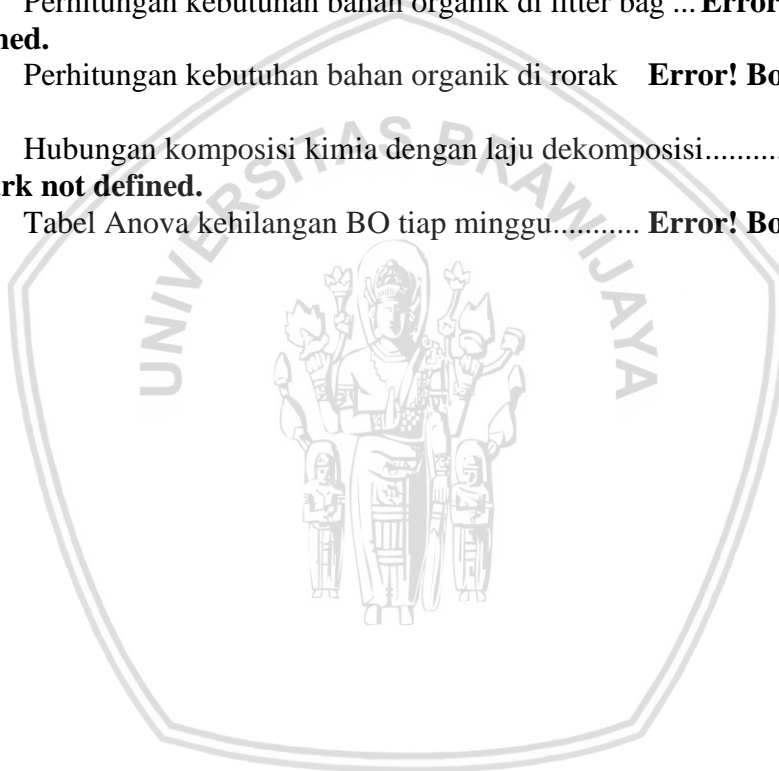 Perhitungan kebutuhan bahan organik di litter bag ... Error
ned.
Perhitungan kebutuhan bahan organik di rorak Error! Bo
Hubungan komposisi kimia dengan laju dekomposisi..........
rk not defined.
Tabel Anova kehilangan BO tiap minggu........... Error! Bo
UNIVERSITAS BRAWIJAYA